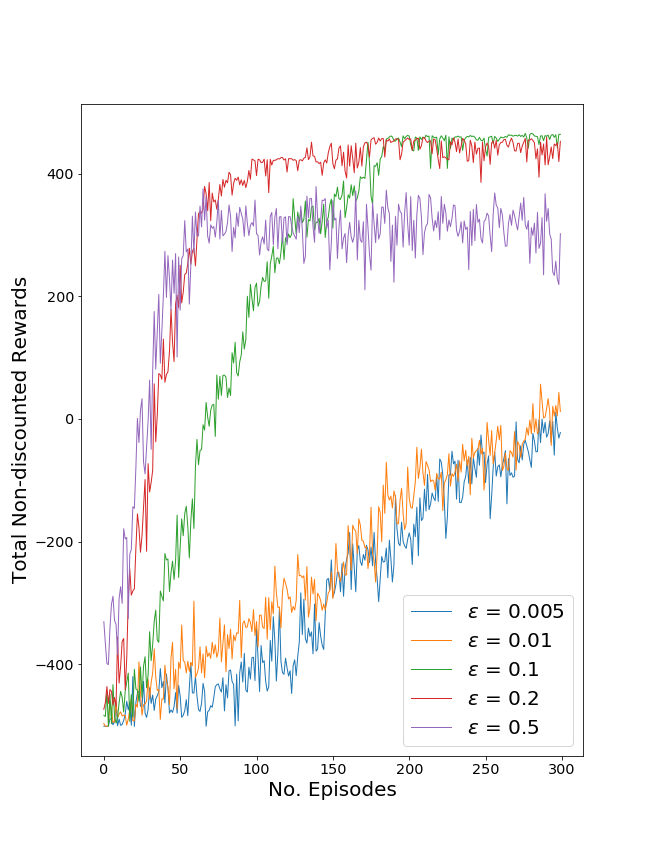 400
200
0
−200
−400
Total Non-discounted Rewards
0 50 100 150 200 250 300
No. Episodes
ε = 0.005
ε = 0.01
ε = 0.1
ε = 0.2
ε = 0.5